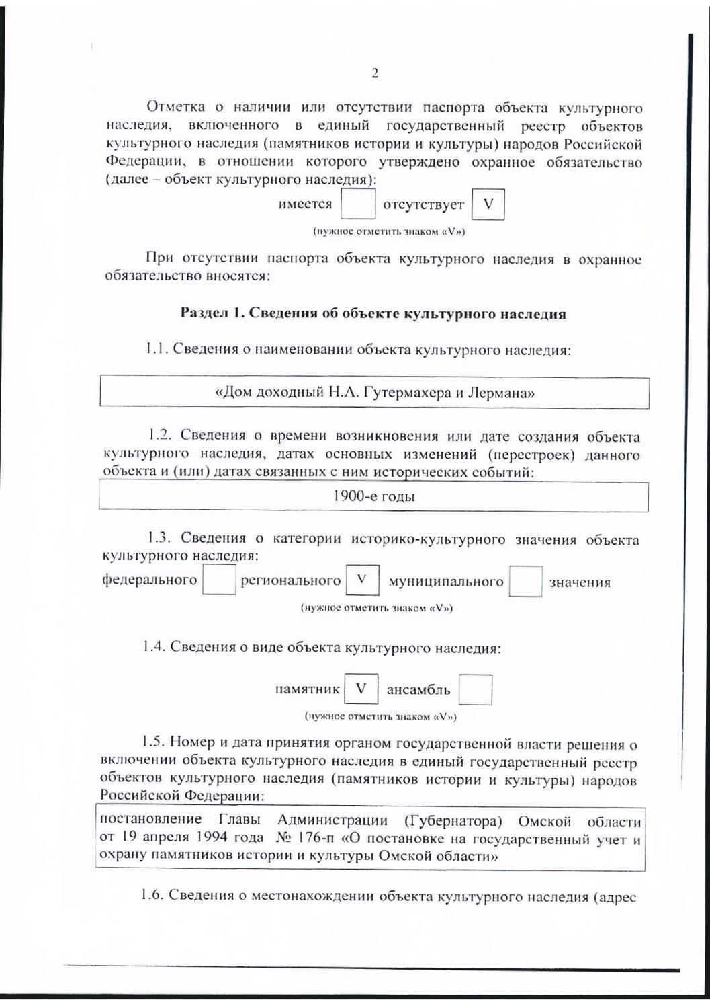 2
Отметка о наличии или отсутствии паспорта объекта культурного
наследия, включенного в единый государственный реестр объектов
культурного наследия (памятников истории и культуры) народов Российской
Федерации, в отношении которого утверждено охранное обязательство
(далее – объект культурного наследия):
имеется отсутствует V
(нужное отметить знаком «V»)
При отсутствии паспорта объекта культурного наследия в охранное
обязательство вносятся:
Раздел 1. Сведения об объекте культурного наследия
1.1. Сведения о наименовании объекта культурного наследия:
«Дом доходный Н.А. Гутермахера и Лермана»
1.2. Сведения о времени возникновения или дате создания объекта
культурного наследия, датах основных изменений (перестроек) данного
объекта и (или) датах связанных с ним исторических событий:
1900-е годы
1.3. Сведения о категории историко-культурного значения объекта
культурного наследия:
федерального регионального V муниципального значения
(нужное отметить знаком «V»)
1.4. Сведения о виде объекта культурного наследия:
памятник V ансамбль
(нужное отметить знаком «V»)
1.5. Номер и дата принятия органом государственной власти решения о
включении объекта культурного наследия в единый государственный реестр
объектов культурного наследия (памятников истории и культуры) народов
Российской Федерации:
постановление Главы Администрации (Губернатора) Омской области
от 19 апреля 1994 года № 176-п «О постановке на государственный учет и
охрану памятников истории и культуры Омской области»
1.6. Сведения о местонахождении объекта культурного наследия (адрес